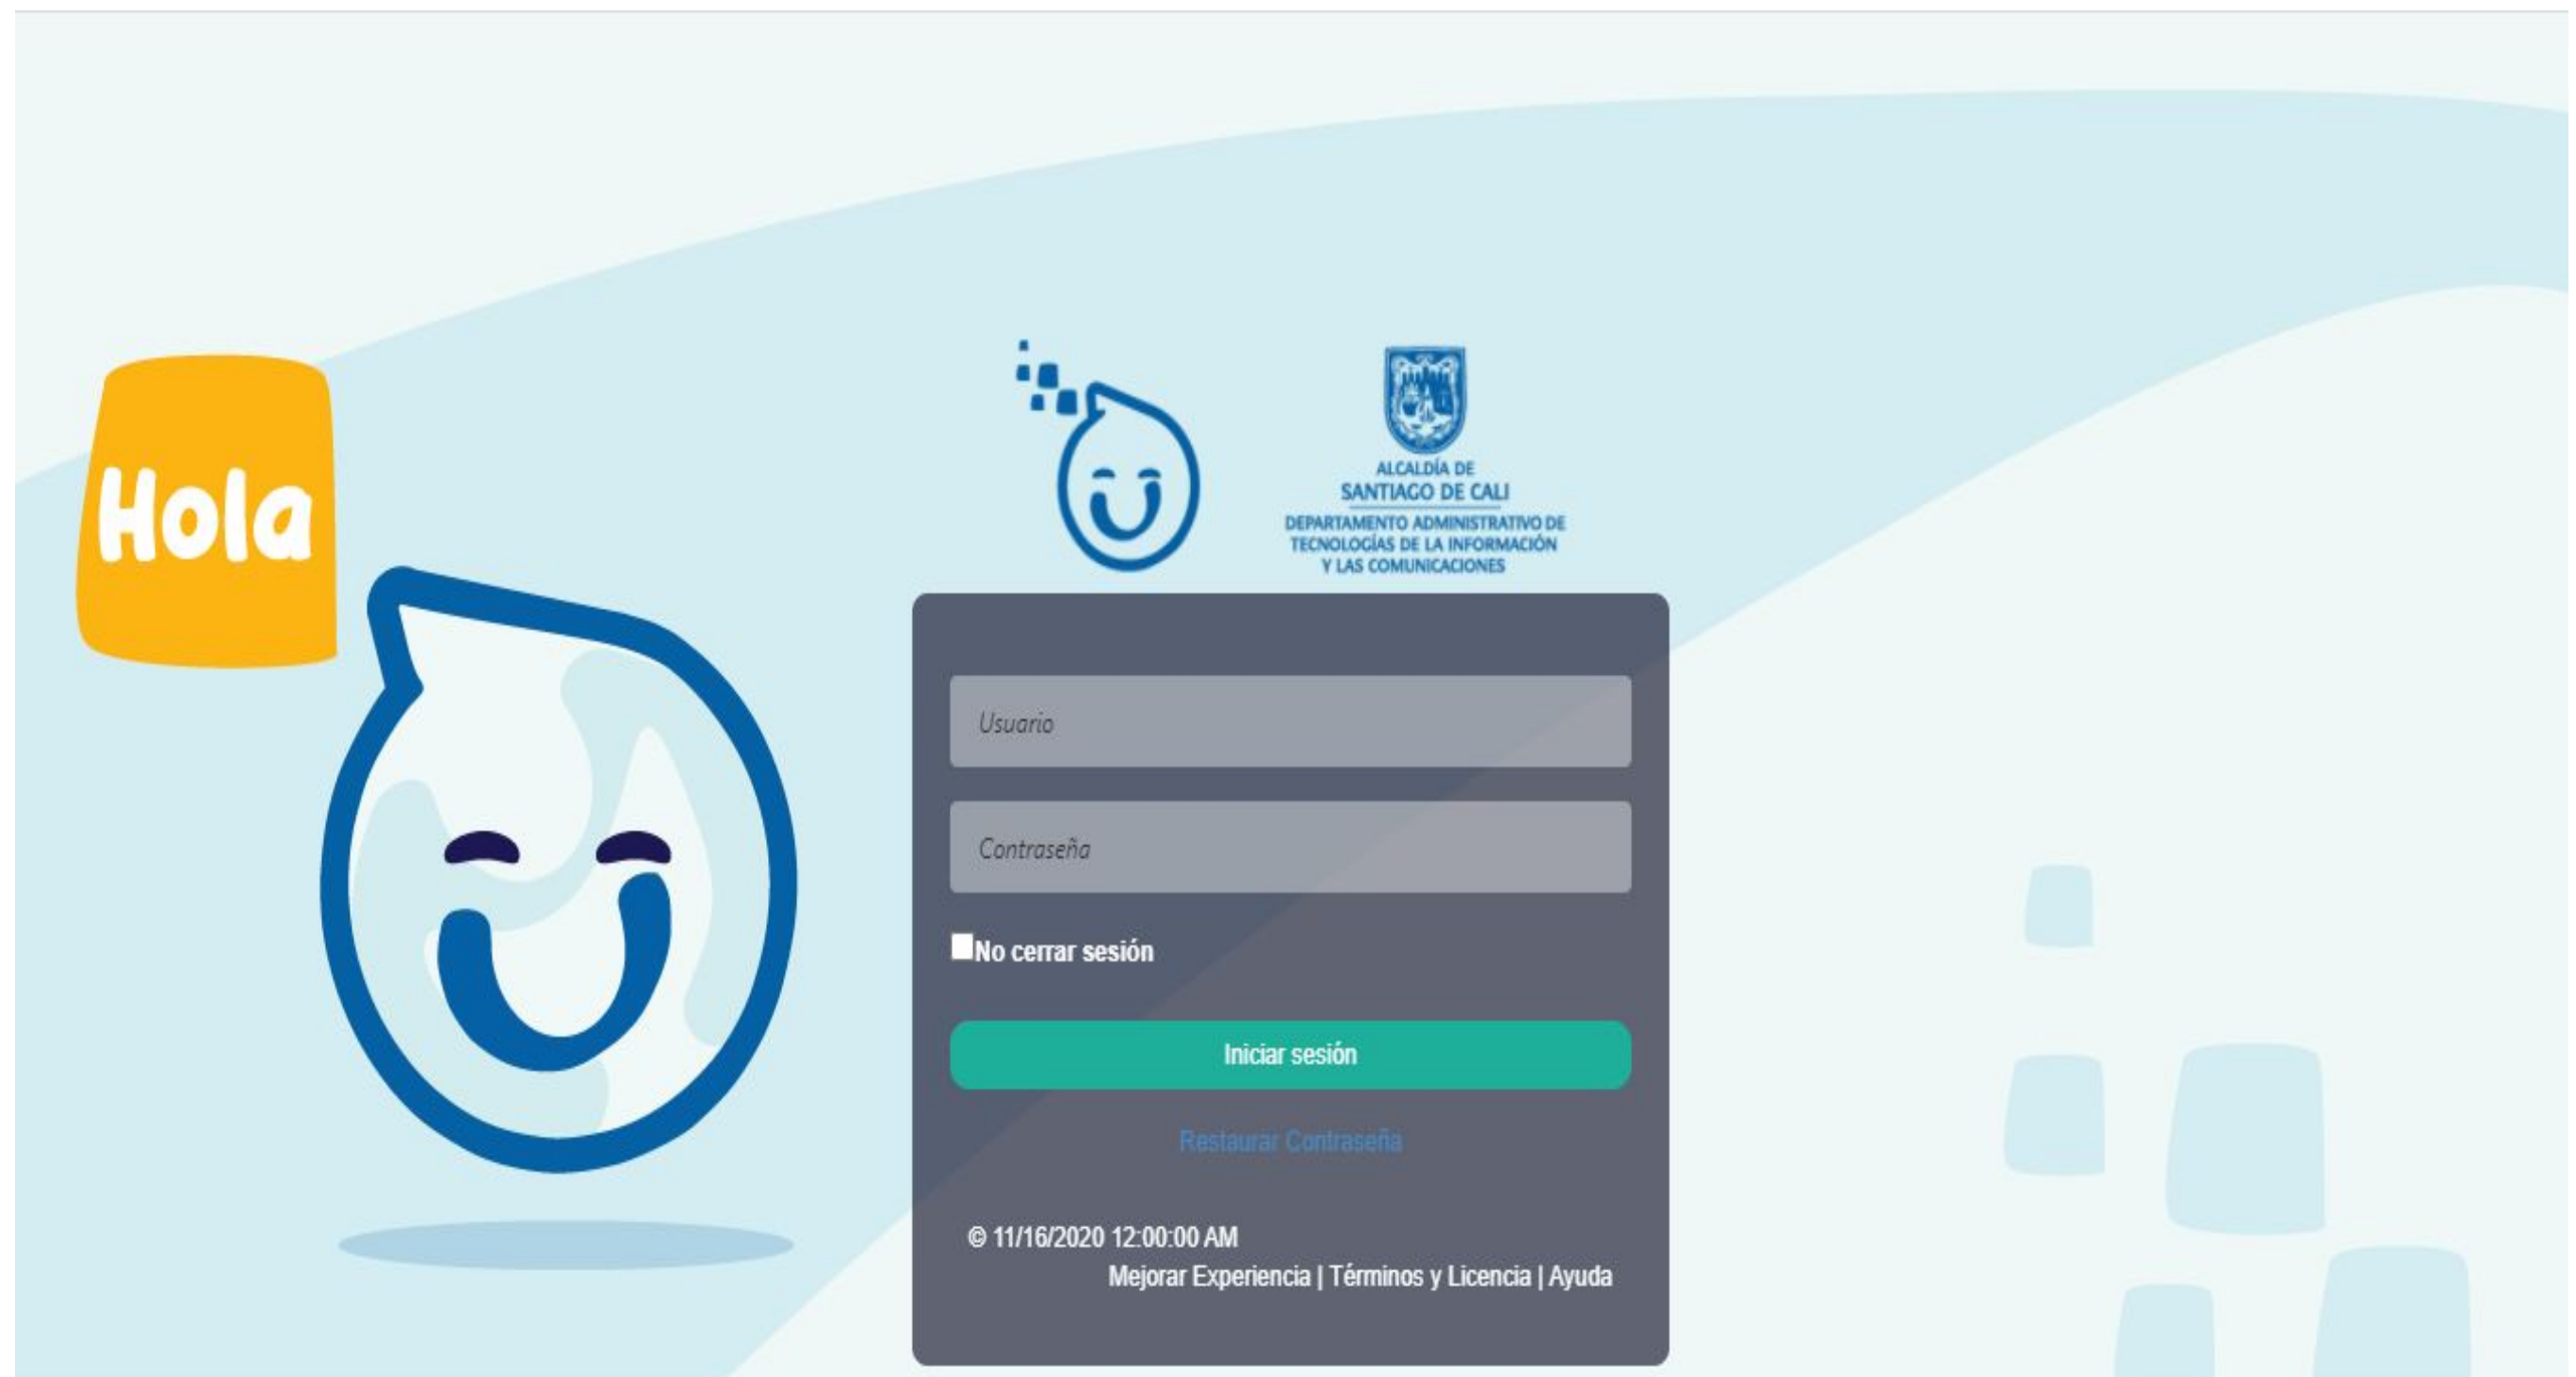 Hola
ALCALDÍA DE
SANTIAGO DE CALI
DEPARTAMENTO ADMINISTRATIVO DE
TECNOLOGÍAS DE LA INFORMACIÓN
Y LAS COMUNICACIONES
Usuario
Contraseña
No cerrar sesión
Iniciar sesión
Restaurar Contraseña
© 11/16/2020 12:00:00 AM
Mejorar Experiencia | Términos y Licencia | Ayuda